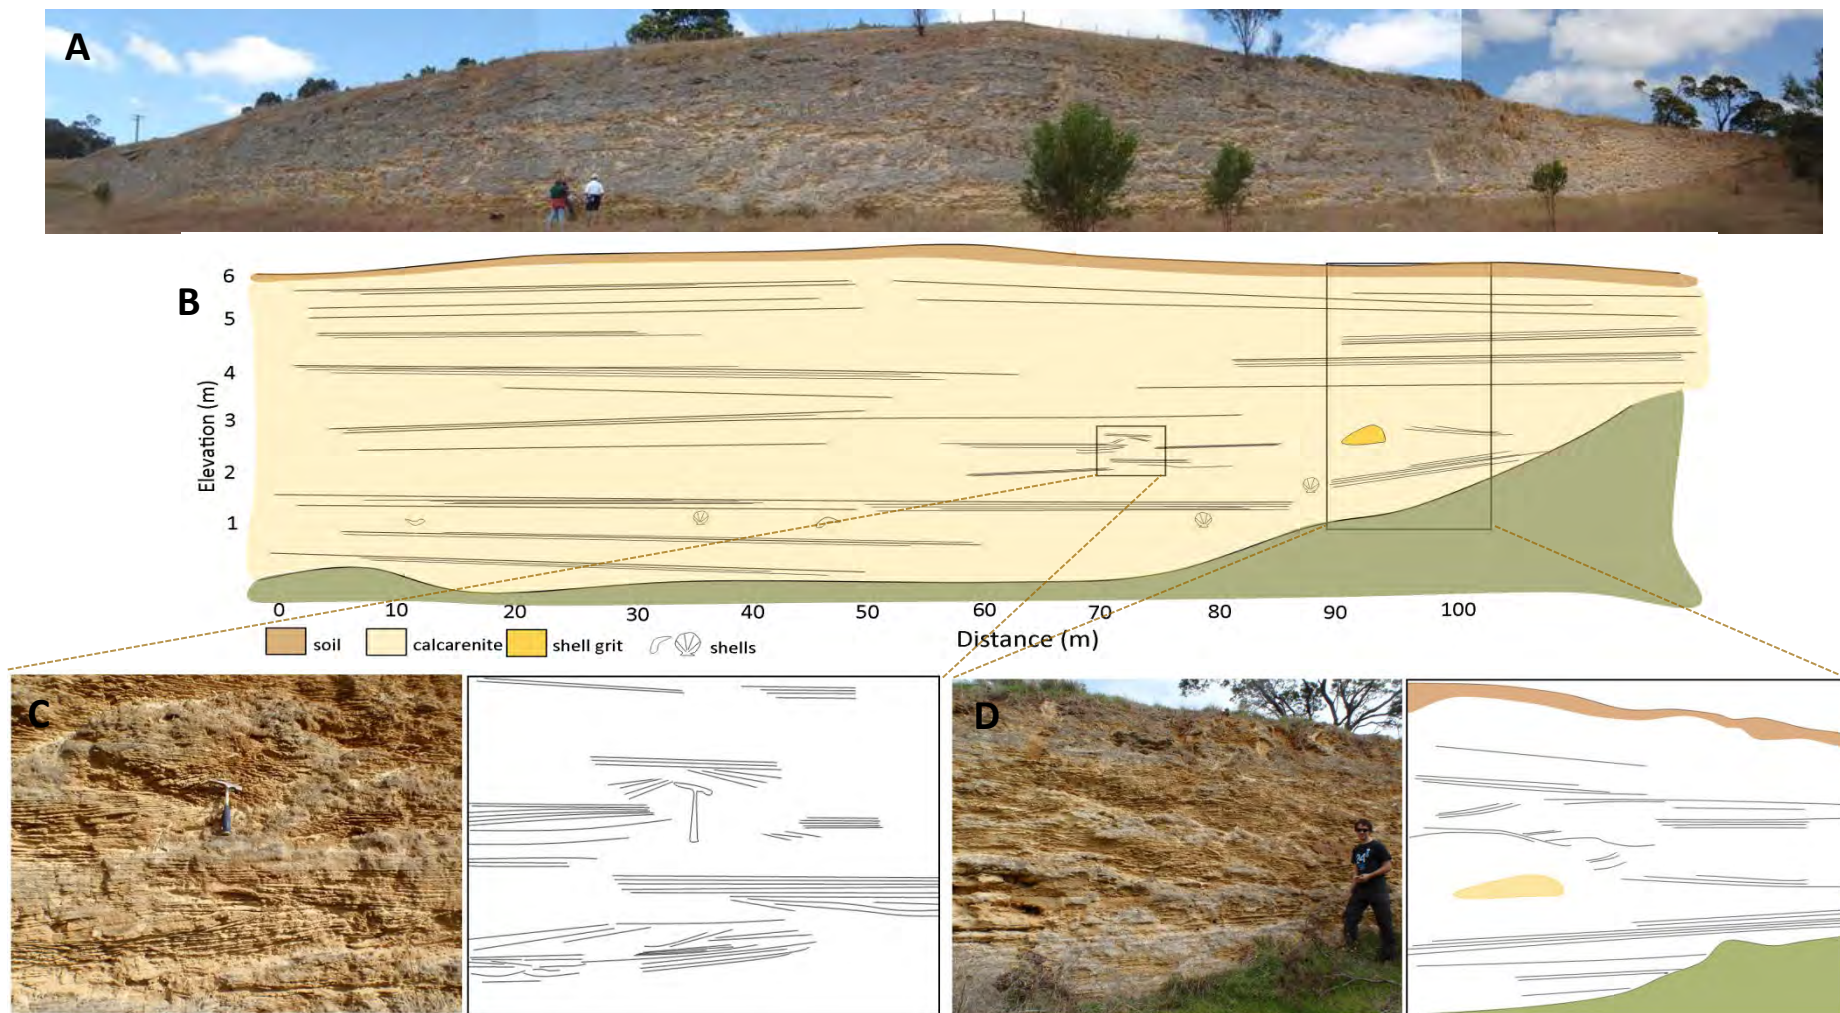 A
B
Elevation (m)
6
5
4
3
2
1
0 10 20 30 40 50 60 70 80 90 100
Distance (m)
soil calcarenite shell grit shells
C
D